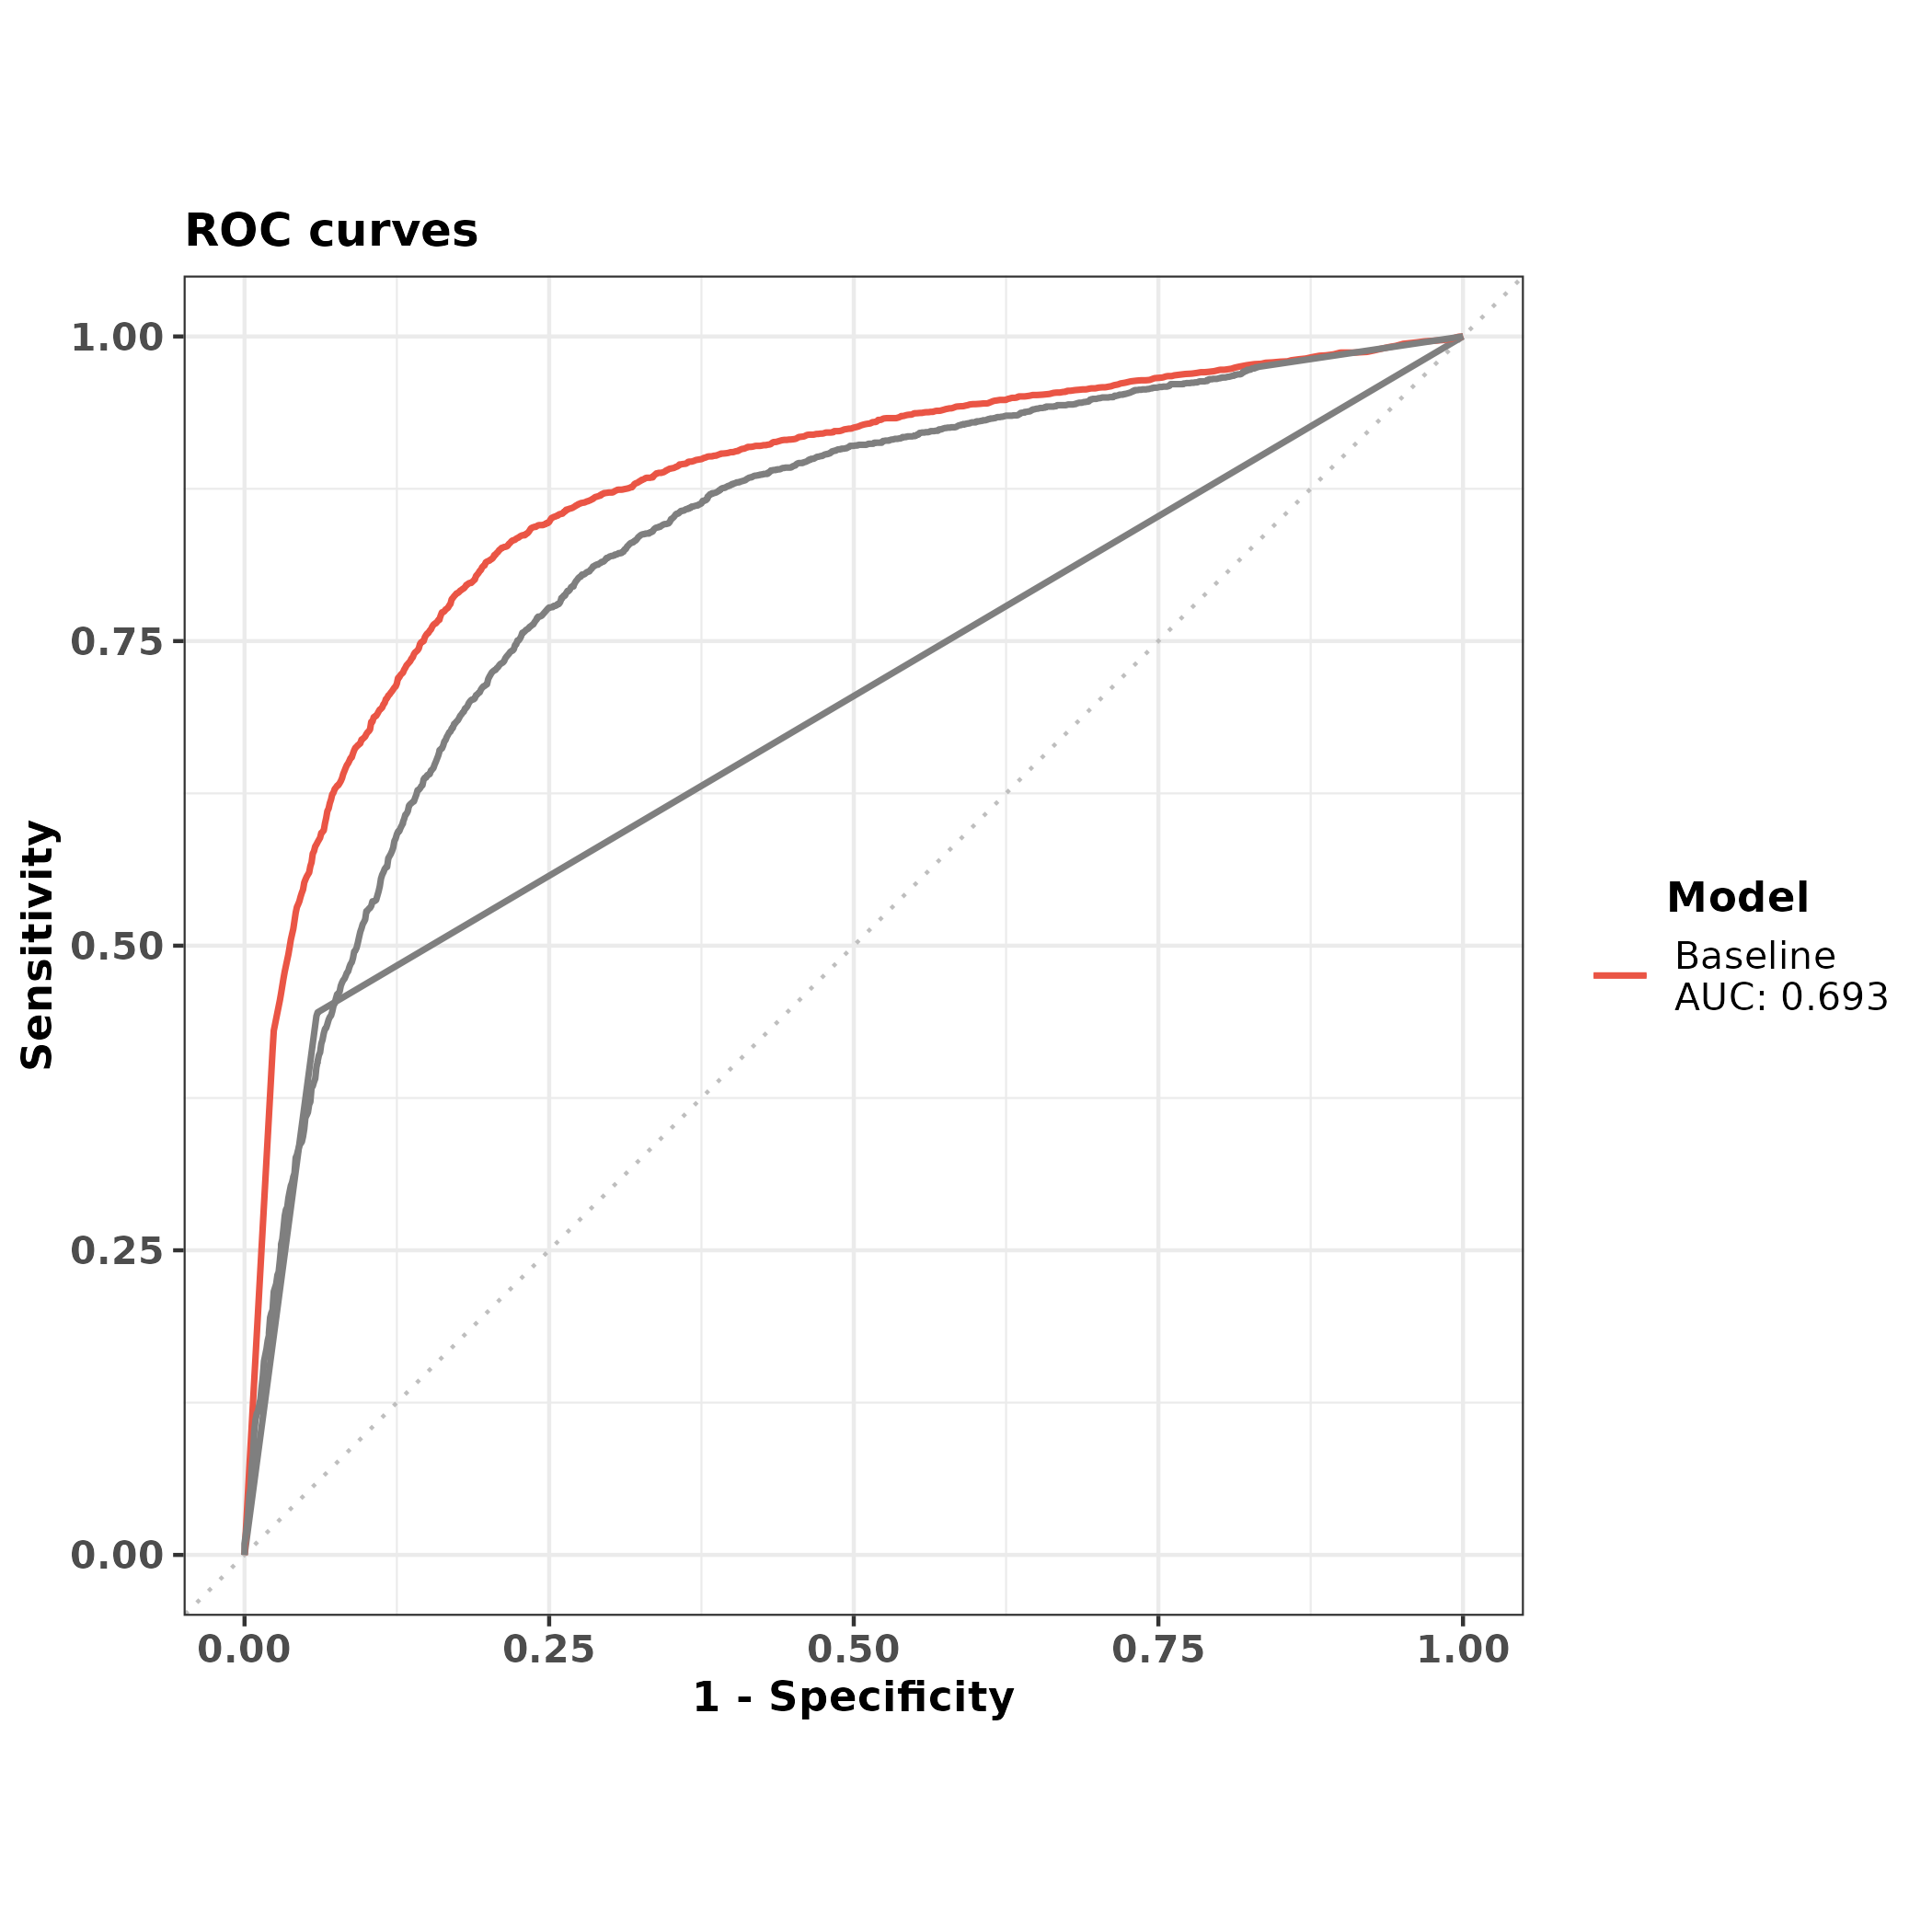 ROC curves
1.00
0.75
0.50
0.25
0.00
Sensitivity
0.00 0.25 0.50 0.75 1.00
1 - Specificity
Model
Baseline
AUC: 0.693